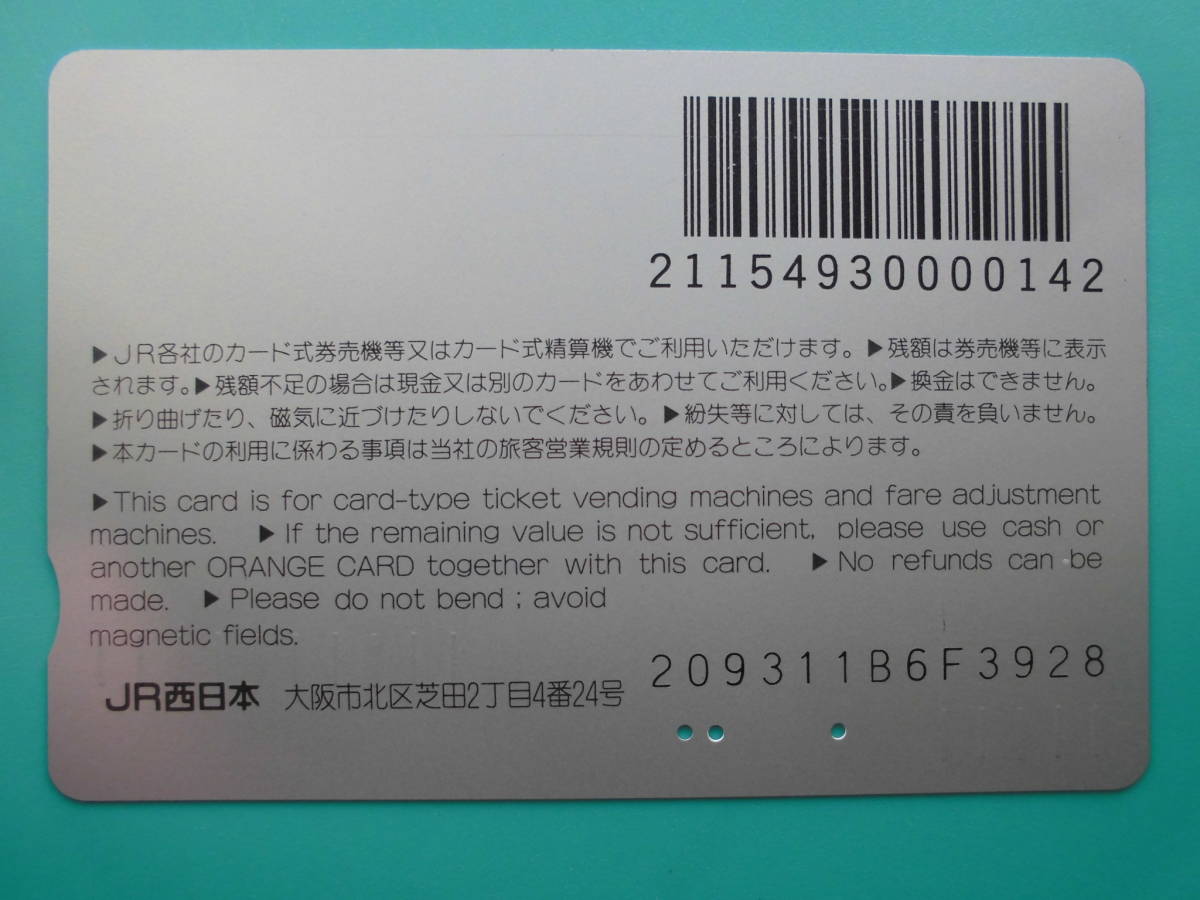 21154930000142
▶JR各社のカード式券売機等又はカード式精算機でご利用いただけます。▶残額は券売機等に表示
されます。▶残額不足の場合は現金又は別のカードをあわせてご利用ください。▶換金はできません。
▶折り曲げたり、磁気に近づけたりしないでください。▶紛失等に対しては、その責を負いません。
▶本カードの利用に係わる事項は当社の旅客営業規則の定めるところによります。
▶This card is for card-type ticket vending machines and fare adjustment
machines. ▶If the remaining value is not sufficient, please use cash or
another ORANGE CARD together with this card. ▶No refunds can be
made. ▶Please do not bend ; avoid
magnetic fields.
209311B6F3928
JR西日本 大阪市北区芝田2丁目4番24号